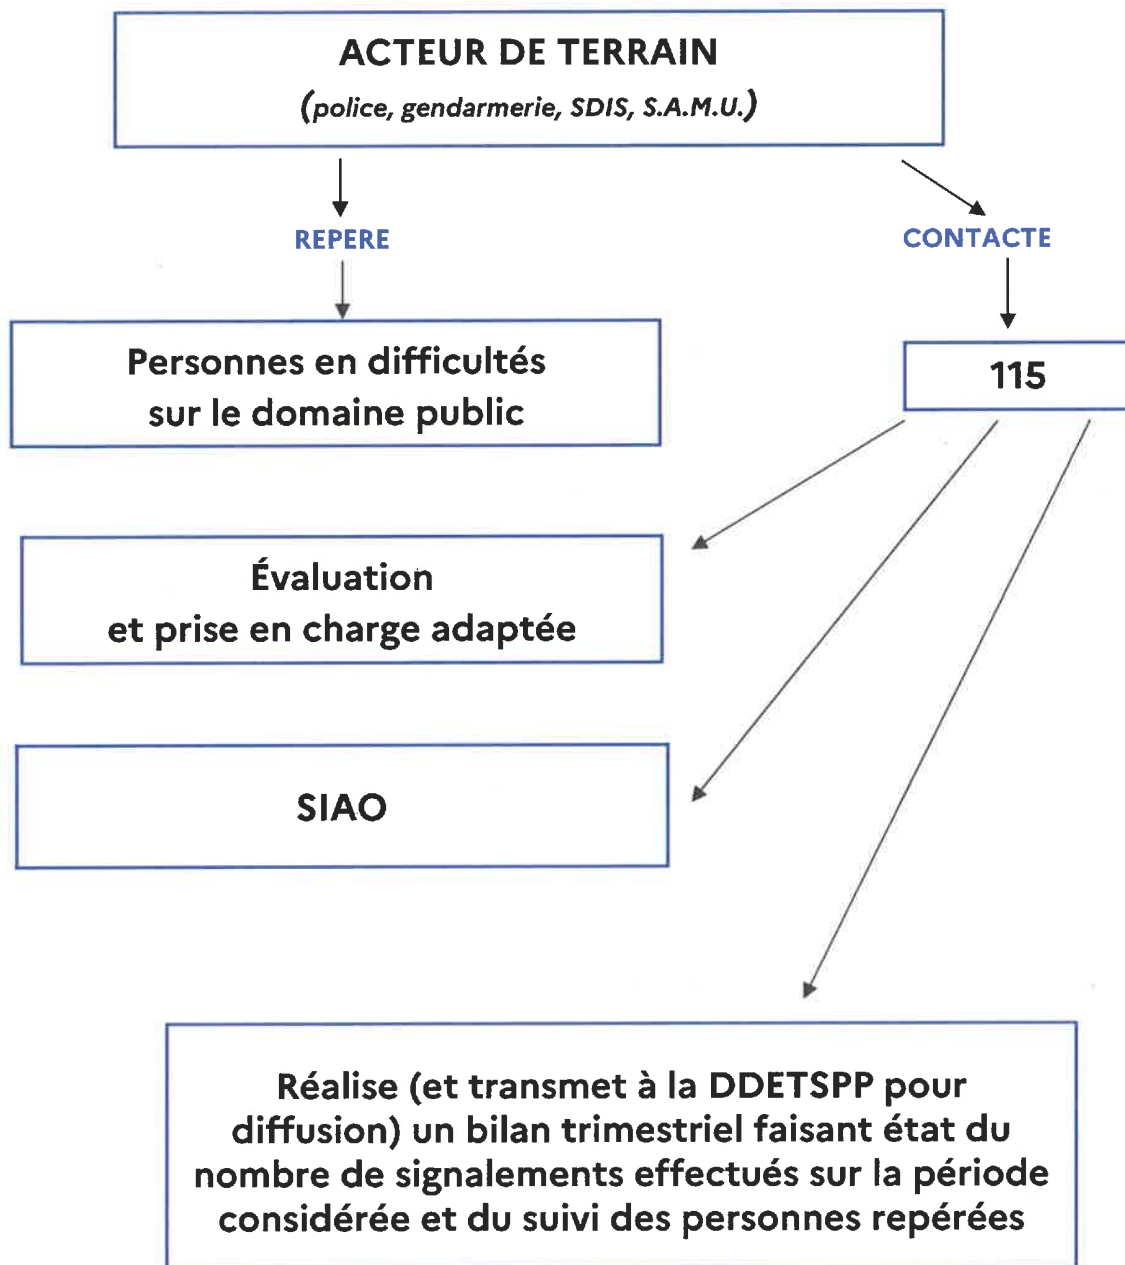 ACTEUR DE TERRAIN
(police, gendarmerie, SDIS, S.A.M.U.)
REPERE
CONTACTE
Personnes en difficultés
sur le domaine public
115
Évaluation
et prise en charge adaptée
SIAO
Réalise (et transmet à la DDETSPP pour
diffusion) un bilan trimestriel faisant état du
nombre de signalements effectués sur la période
considérée et du suivi des personnes repérées